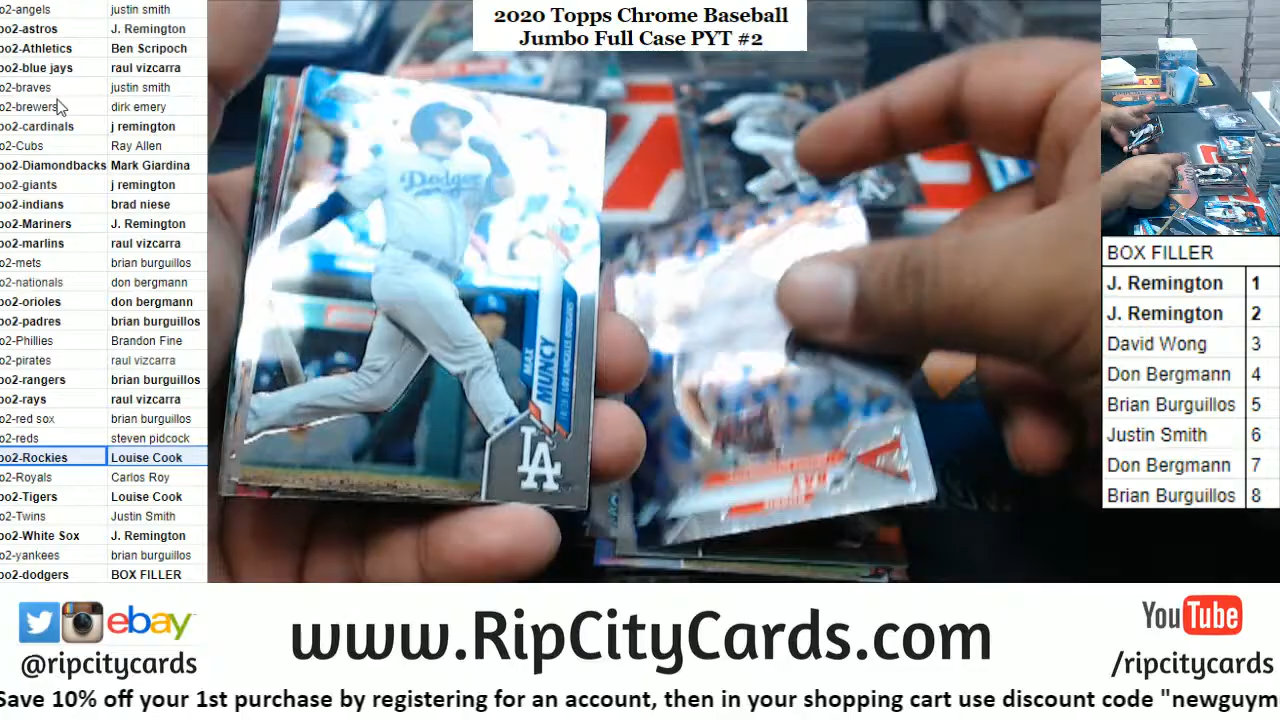 2020 Topps Chrome Baseball
Jumbo Full Case PYT #2
po2-angels justin smith
po2-astros J. Remington
po2-Athletics Ben Scripoch
po2-blue jays raul vizcarra
po2-braves justin smith
po2-brewers dirk emery
po2-cardinals j remington
po2-Cubs Ray Allen
po2-Diamondbacks Mark Giardina
po2-giants j remington
po2-indians brad niese
po2-Mariners J. Remington
po2-marlins raul vizcarra
po2-mets brian burguillos
po2-nationals don bergmann
po2-orioles don bergmann
po2-padres brian burguillos
po2-Phillies Brandon Fine
po2-pirates raul vizcarra
po2-rangers brian burguillos
po2-rays raul vizcarra
po2-red sox brian burguillos
po2-reds steven pidcock
po2-Rockies Louise Cook
po2-Royals Carlos Roy
po2-Tigers Louise Cook
po2-Twins Justin Smith
po2-White Sox J. Remington
po2-yankees brian burguillos
po2-dodgers BOX FILLER
Dodgers
MAX
MUNCY
LOS ANGELES DODGERS
LA
BOX FILLER
J. Remington 1
J. Remington 2
David Wong 3
Don Bergmann 4
Brian Burguillos 5
Justin Smith 6
Don Bergmann 7
Brian Burguillos 8
ebay
@ripcitycards
www.RipCityCards.com
YouTube
/ripcitycards
Save 10% off your 1st purchase by registering for an account, then in your shopping cart use discount code "newguym